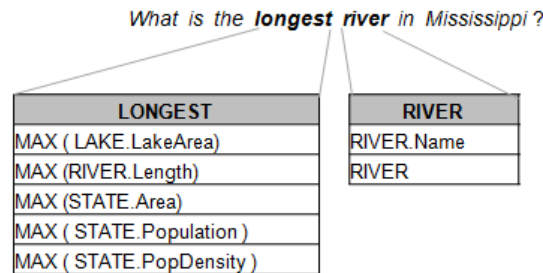 What is the longest river in Mississippi ?
LONGEST
MAX ( LAKE.LakeArea)
MAX (RIVER.Length)
MAX (STATE.Area)
MAX ( STATE.Population )
MAX ( STATE.PopDensity )
RIVER
RIVER.Name
RIVER